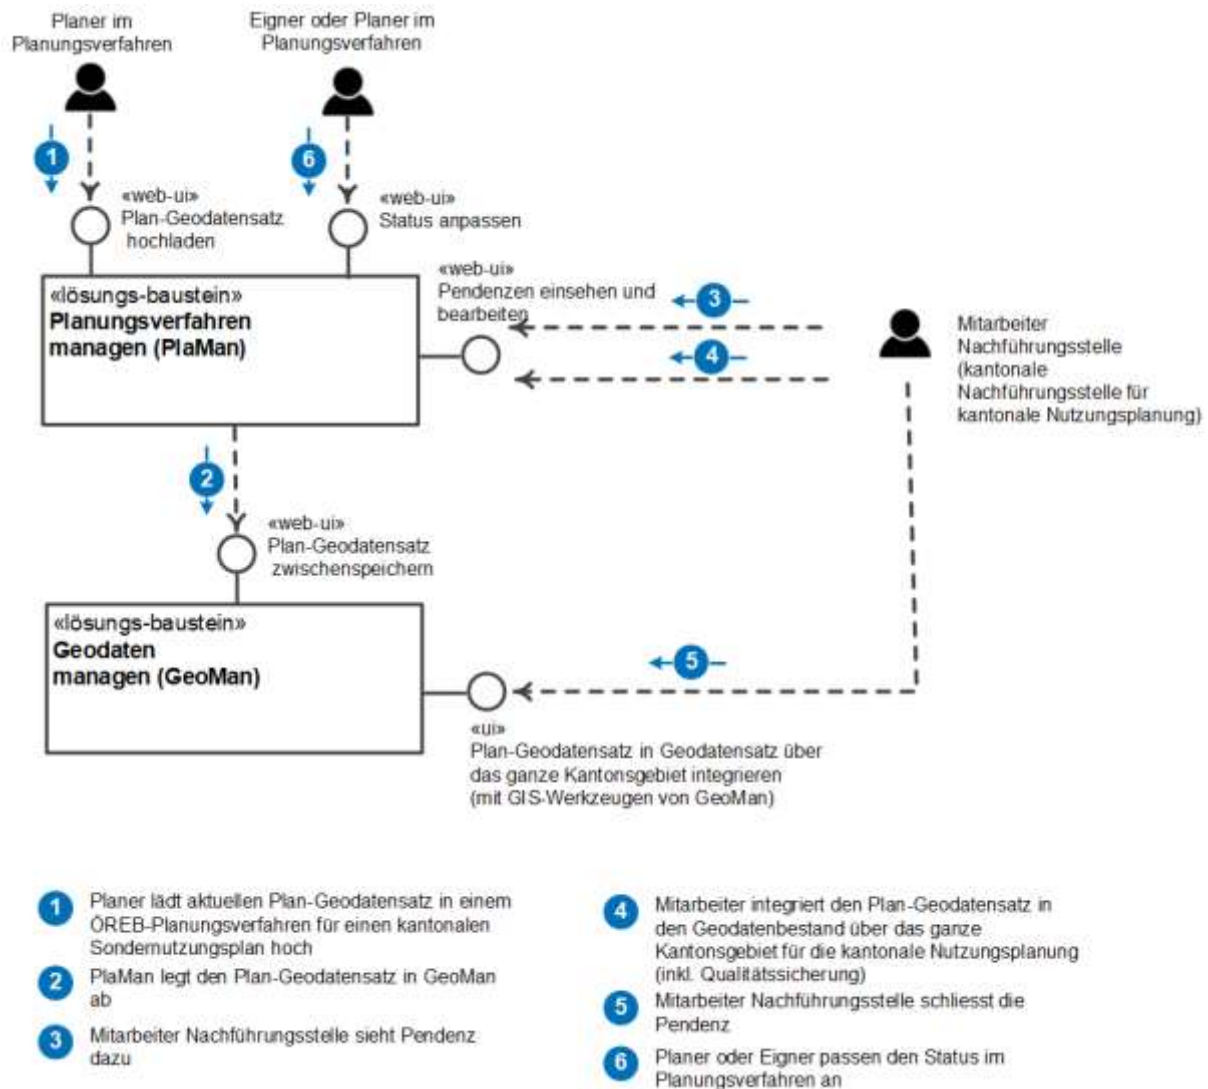 Planer im
Planungsverfahren
Eigner oder Planer im
Planungsverfahren
1
6
«web-ui»
Plan-Geodatensatz
hochladen
«web-ui»
Status anpassen
«web-ui»
Pendenzen einsehen und
bearbeiten
«lösungs-baustein»
Planungsverfahren
managen (PlaMan)
3
4
Mitarbeiter
Nachführungsstelle
(kantonale
Nachführungsstelle für
kantonale Nutzungsplanung)
2
«web-ui»
Plan-Geodatensatz
zwischenspeichern
«lösungs-baustein»
Geodaten
managen (GeoMan)
5
«ui»
Plan-Geodatensatz in Geodatensatz über
das ganze Kantonsgebiet integrieren
(mit GIS-Werkzeugen von GeoMan)
1
Planer lädt aktuellen Plan-Geodatensatz in einem
ÖREB-Planungsverfahren für einen kantonalen
Sondernutzungsplan hoch
2
PlaMan legt den Plan-Geodatensatz in GeoMan
ab
3
Mitarbeiter Nachführungsstelle sieht Pendenz
dazu
4
Mitarbeiter integriert den Plan-Geodatensatz in
den Geodatenbestand über das ganze
Kantonsgebiet für die kantonale Nutzungsplanung
(inkl. Qualitätssicherung)
5
Mitarbeiter Nachführungsstelle schliesst die
Pendenz
6
Planer oder Eigner passen den Status im
Planungsverfahren an